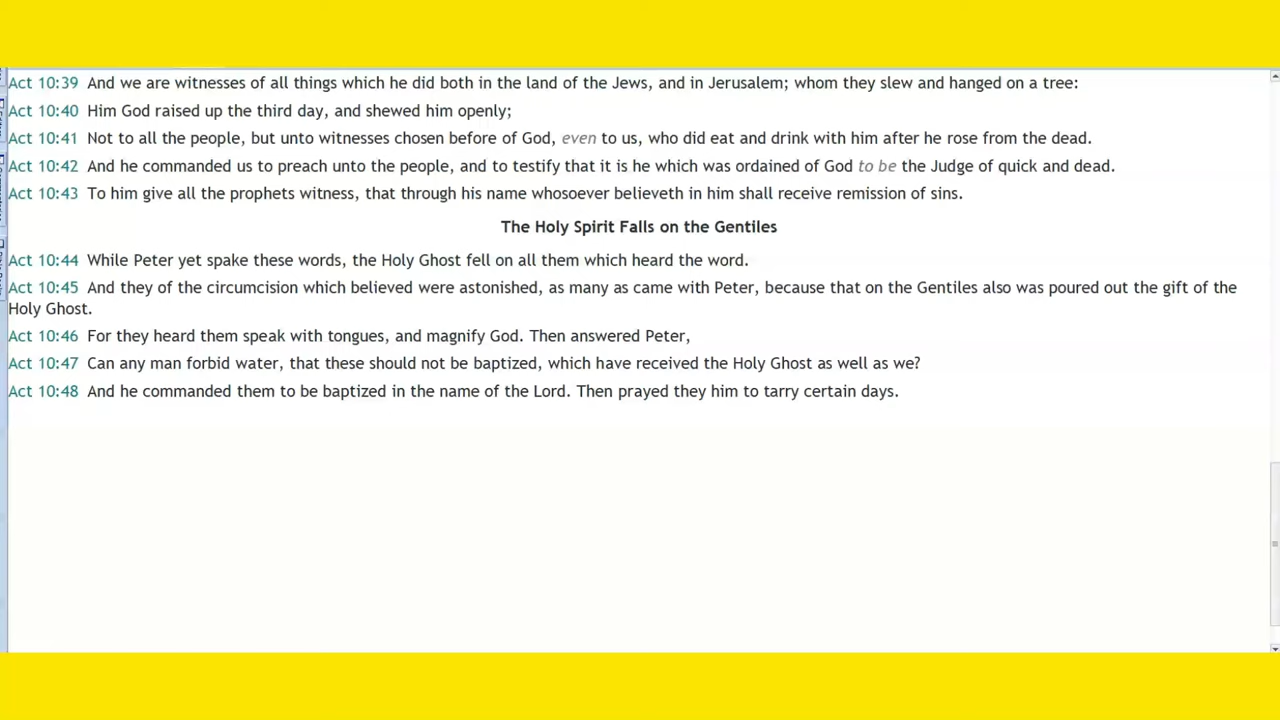 Act 10:39 And we are witnesses of all things which he did both in the land of the Jews, and in Jerusalem; whom they slew and hanged on a tree:
Act 10:40 Him God raised up the third day, and shewed him openly;
Act 10:41 Not to all the people, but unto witnesses chosen before of God, even to us, who did eat and drink with him after he rose from the dead.
Act 10:42 And he commanded us to preach unto the people, and to testify that it is he which was ordained of God to be the Judge of quick and dead.
Act 10:43 To him give all the prophets witness, that through his name whosoever believeth in him shall receive remission of sins.
The Holy Spirit Falls on the Gentiles
Act 10:44 While Peter yet spake these words, the Holy Ghost fell on all them which heard the word.
Act 10:45 And they of the circumcision which believed were astonished, as many as came with Peter, because that on the Gentiles also was poured out the gift of the
Holy Ghost.
Act 10:46 For they heard them speak with tongues, and magnify God. Then answered Peter,
Act 10:47 Can any man forbid water, that these should not be baptized, which have received the Holy Ghost as well as we?
Act 10:48 And he commanded them to be baptized in the name of the Lord. Then prayed they him to tarry certain days.